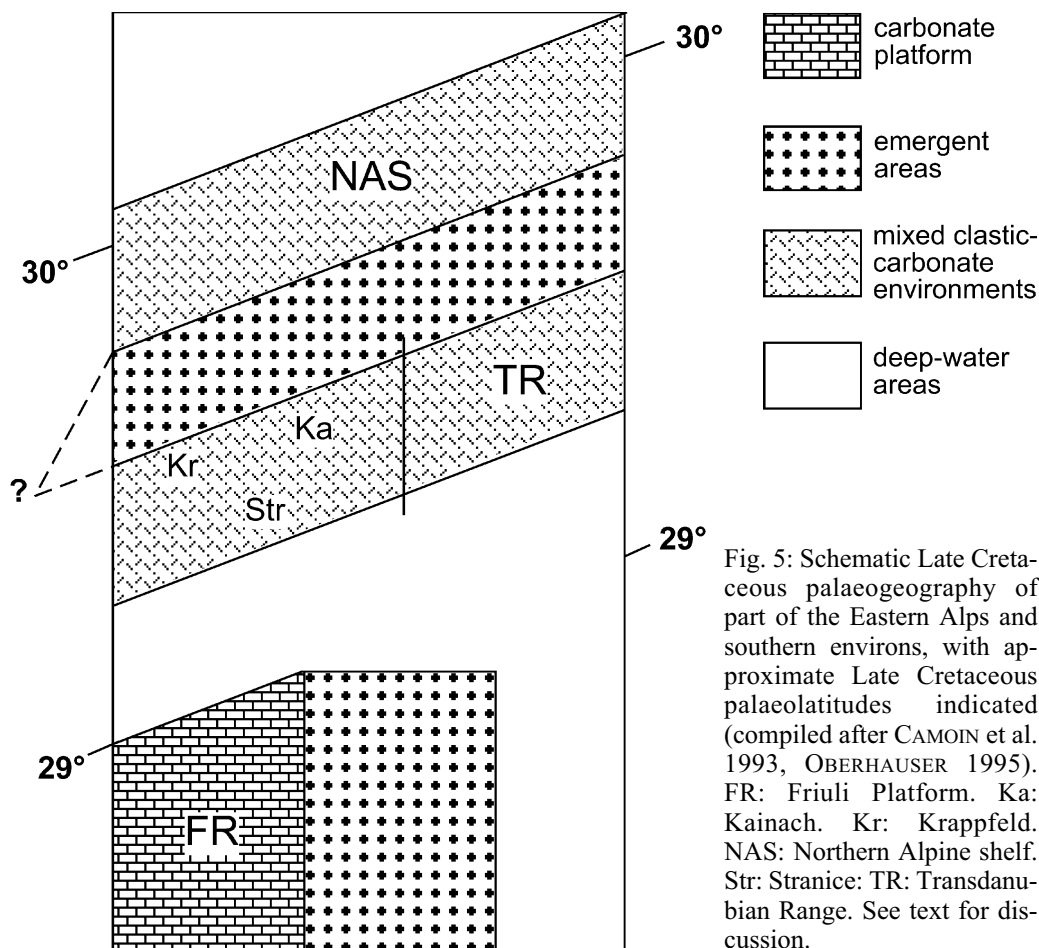 30°
carbonate
platform
emergent
areas
NAS
mixed clastic-
carbonate
environments
30°
TR
deep-water
areas
Ka
Kr
?
Str
29°
29°
FR
Fig. 5: Schematic Late Creta-
ceous palaeogeography of
part of the Eastern Alps and
southern environs, with ap-
proximate Late Cretaceous
palaeolatitudes indicated
(compiled after CAMOIN et al.
1993, OBERHAUSER 1995).
FR: Friuli Platform. Ka:
Kainach. Kr: Krappfeld.
NAS: Northern Alpine shelf.
Str: Stranice: TR: Transdanu-
bian Range. See text for dis-
cussion.